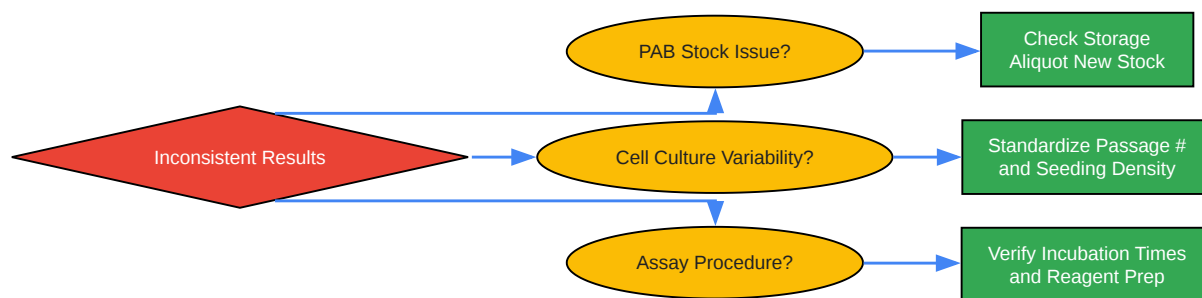 PAB Stock Issue?
Check Storage
Aliquot New Stock
Inconsistent Results
Cell Culture Variability?
Standardize Passage #
and Seeding Density
Assay Procedure?
Verify Incubation Times
and Reagent Prep